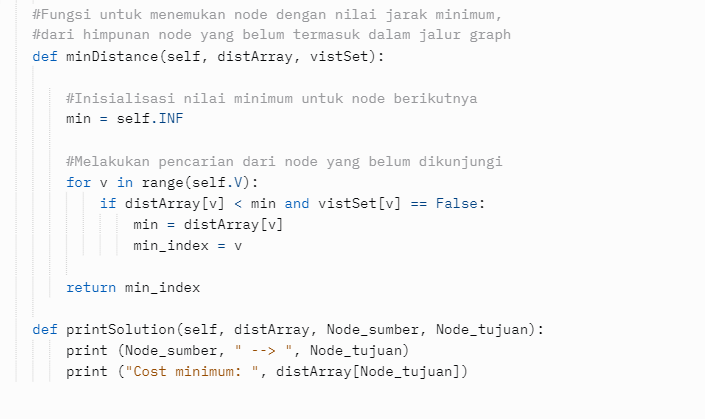 #Fungsi untuk menemukan node dengan nilai jarak minimum,
#dari himpunan node yang belum termasuk dalam jalur graph
def minDistance(self, distArray, vistSet):
#Inisialisasi nilai minimum untuk node berikutnya
min = self.INF
#Melakukan pencarian dari node yang belum dikunjungi
for v in range(self.V):
if distArray[v] < min and vistSet[v] == False:
min = distArray[v]
min_index = v
return min_index
def printSolution(self, distArray, Node_sumber, Node_tujuan):
print (Node_sumber, " --> ", Node_tujuan)
print ("Cost minimum: ", distArray[Node_tujuan])